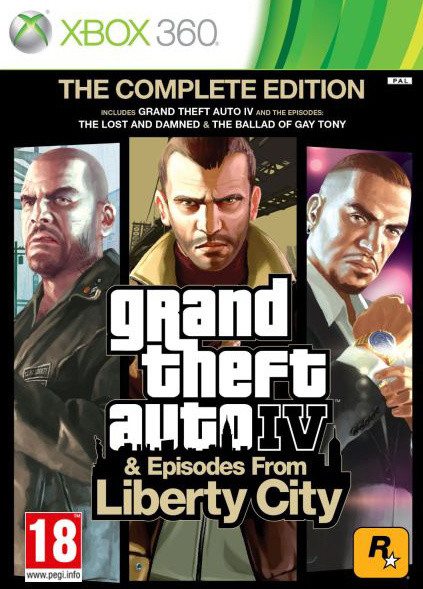 XBOX 360.
PAL
THE COMPLETE EDITION
INCLUDES GRAND THEFT AUTO IV AND THE EPISODES:
THE LOST AND DAMNED & THE BALLAD OF GAY TONY
grand
theft
auto IV
TM
& Episodes From
Liberty City
18
www.pegi.info
R